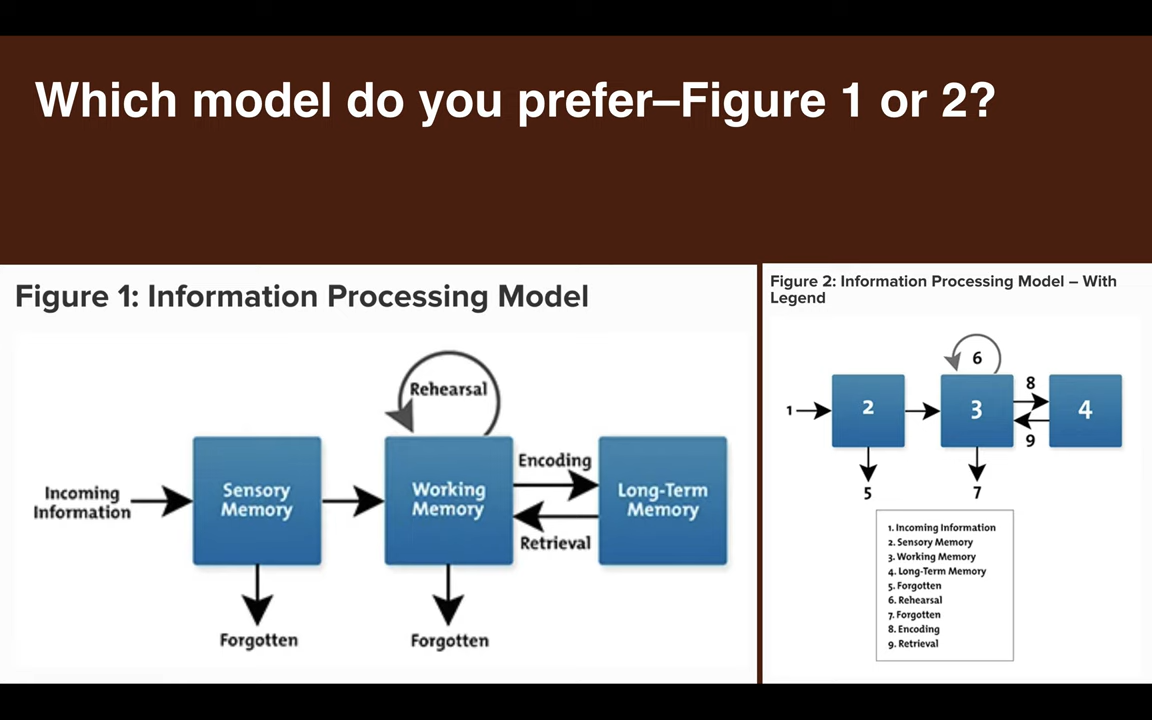 Which model do you prefer–Figure 1 or 2?
Figure 1: Information Processing Model
Rehearsal
Incoming
Information
Sensory
Memory
Working
Memory
Encoding
Retrieval
Long-Term
Memory
Forgotten
Forgotten
Figure 2: Information Processing Model – With
Legend
6
1
2
3
8
9
4
5
7
1. Incoming Information
2. Sensory Memory
3. Working Memory
4. Long-Term Memory
5. Forgotten
6. Rehearsal
7. Forgotten
8. Encoding
9. Retrieval